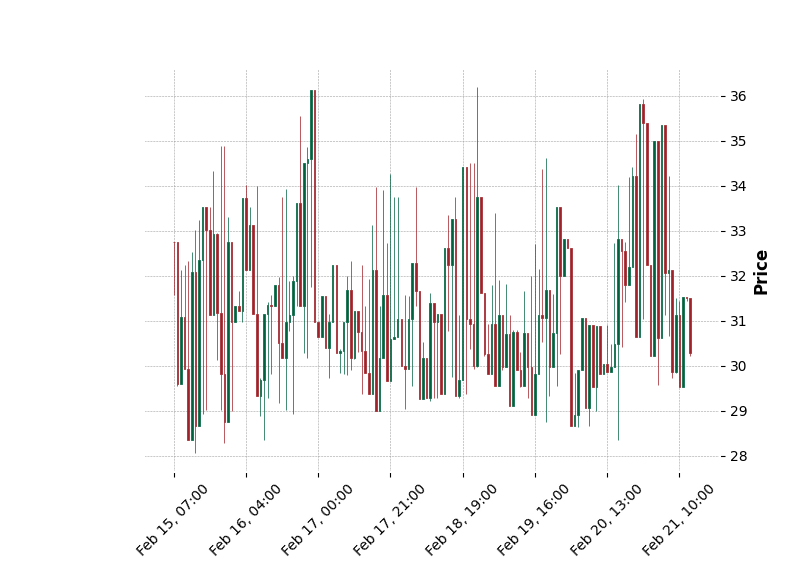 36
35
34
33
32
31
30
29
28
Price
Feb 15, 07:00
Feb 16, 04:00
Feb 17, 00:00
Feb 17, 21:00
Feb 18, 19:00
Feb 19, 16:00
Feb 20, 13:00
Feb 21, 10:00